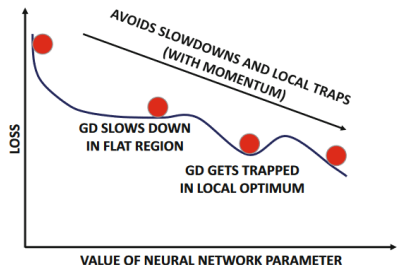 AVOIDS SLOWDOWNS AND LOCAL TRAPS
(WITH MOMENTUM)
GD SLOWS DOWN
IN FLAT REGION
GD GETS TRAPPED
IN LOCAL OPTIMUM
LOSS
VALUE OF NEURAL NETWORK PARAMETER